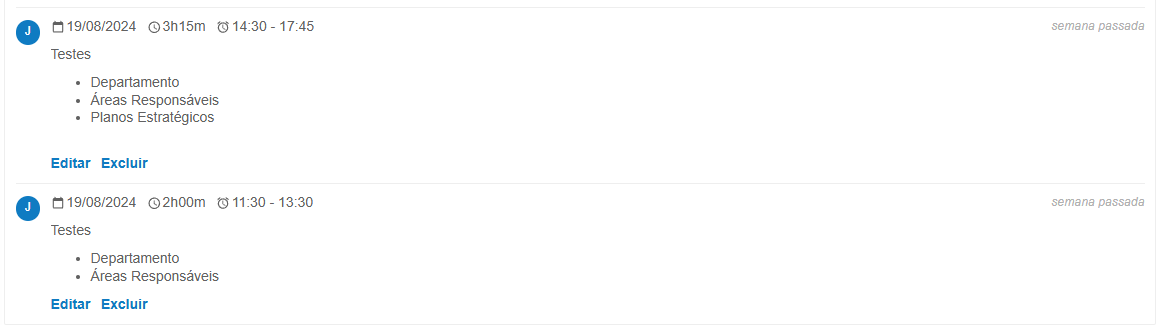 J 19/08/2024 3h15m 14:30 - 17:45 semana passada
Testes
• Departamento
• Áreas Responsáveis
• Planos Estratégicos
Editar Excluir
J 19/08/2024 2h00m 11:30 - 13:30 semana passada
Testes
• Departamento
• Áreas Responsáveis
Editar Excluir